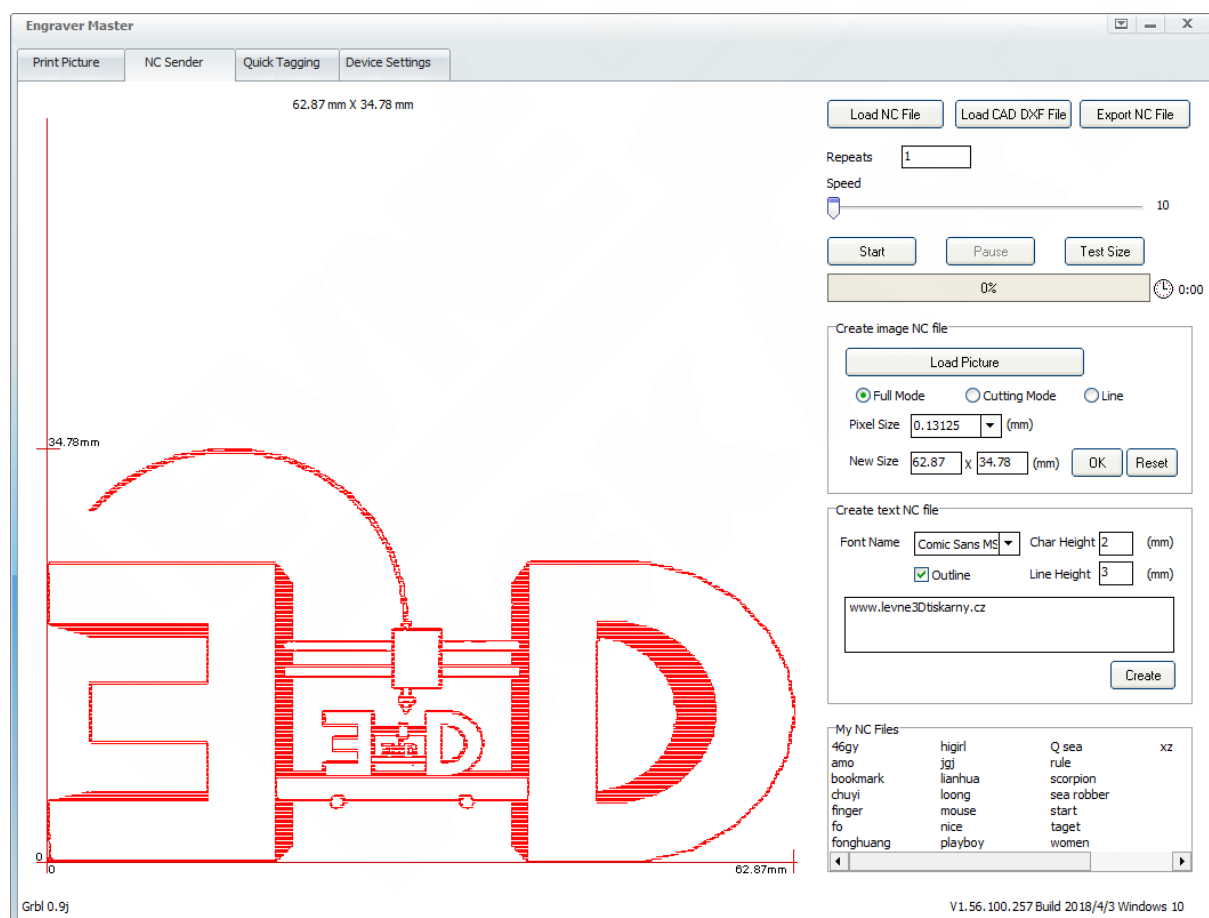 Engraver Master
Print Picture NC Sender Quick Tagging Device Settings
62.87 mm X 34.78 mm
Load NC File Load CAD DXF File Export NC File
Repeats 1
Speed
10
Start Pause Test Size
0% 0:00
Create image NC file
Load Picture
Full Mode Cutting Mode Line
Pixel Size 0.13125 (mm)
New Size 62.87 X 34.78 (mm) OK Reset
Create text NC file
Font Name Comic Sans MS Char Height 2 (mm)
Outline Line Height 3 (mm)
www.levne3Dtiskarny.cz
Create
My NC Files
46gy higirl Q sea xz
amo jgj rule
bookmark lianhua scorpion
chuyi loong sea robber
finger mouse start
fo nice taget
fonghuang playboy women
34.78mm
0
0
62.87mm
Grbl 0.9j V1.56.100.257 Build 2018/4/3 Windows 10